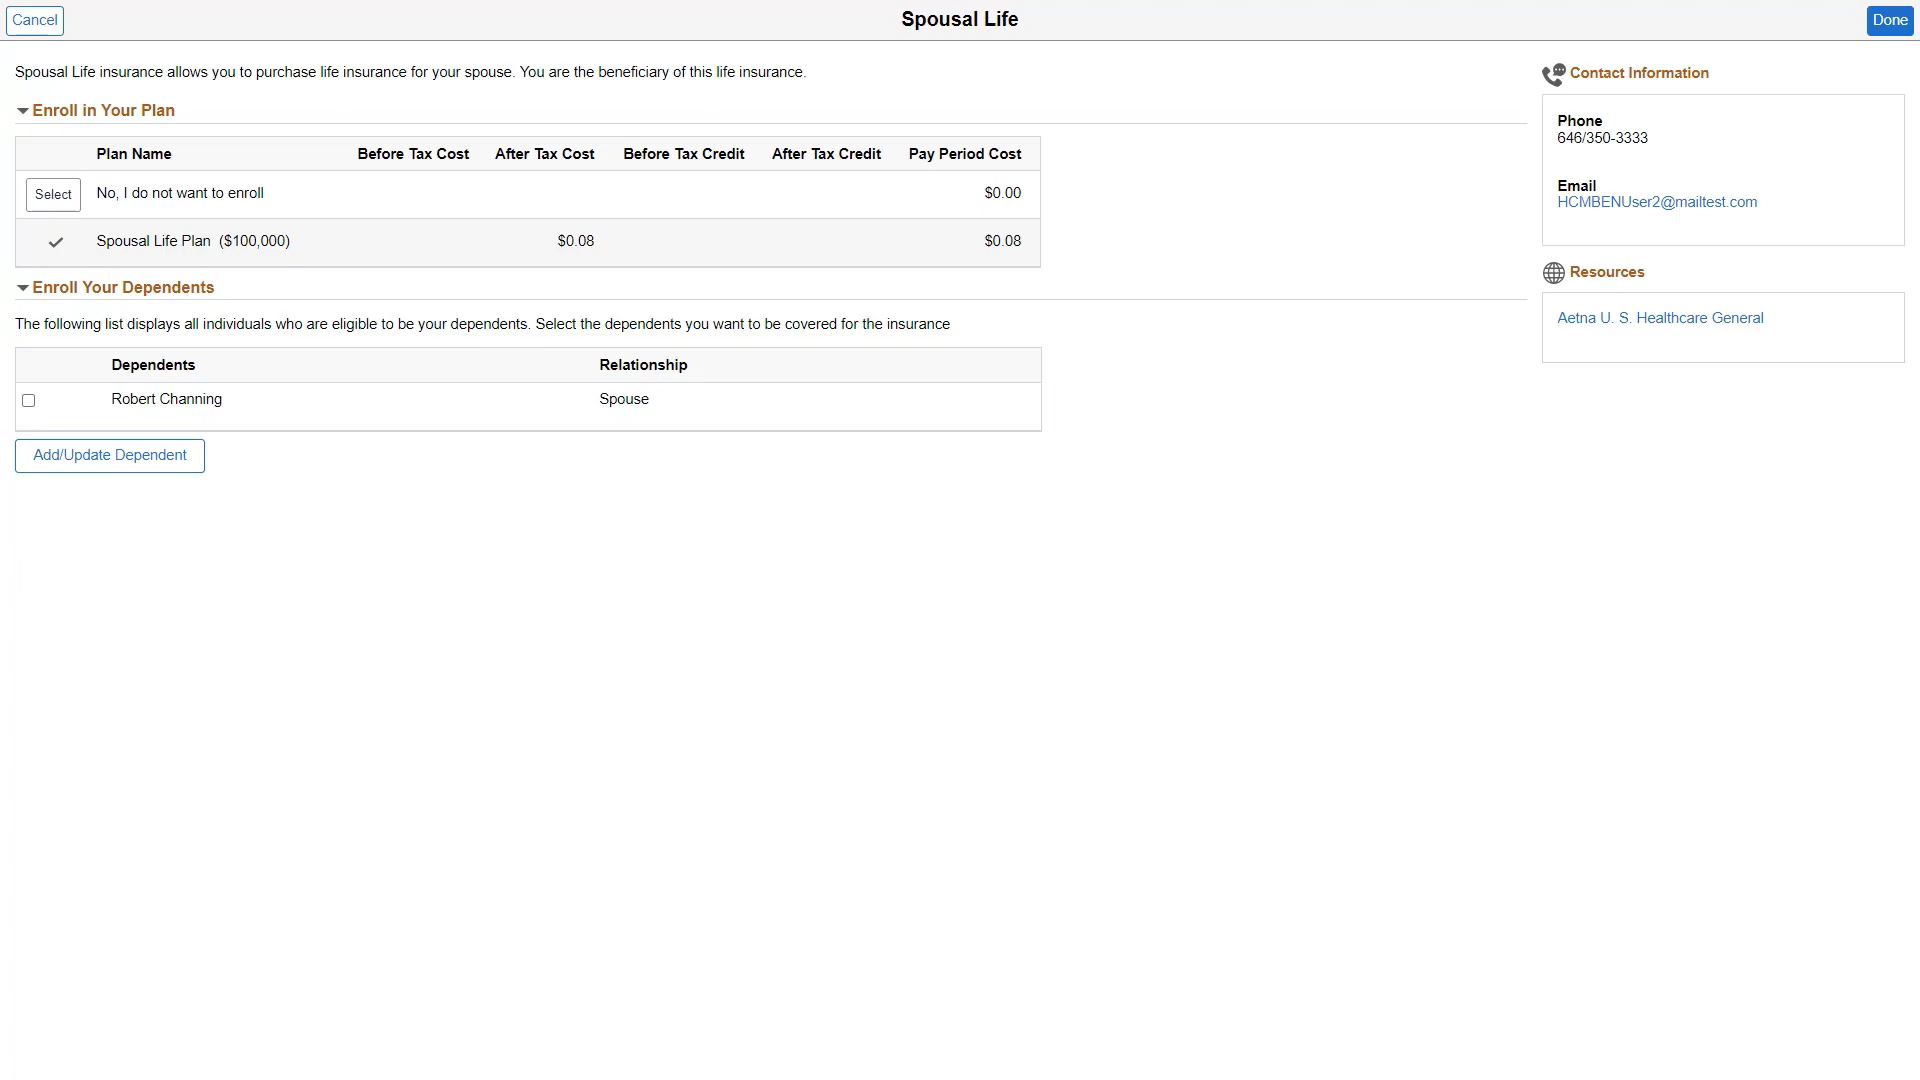 Cancel
Spousal Life
Done
Spousal Life insurance allows you to purchase life insurance for your spouse. You are the beneficiary of this life insurance.
Enroll in Your Plan
Plan Name Before Tax Cost After Tax Cost Before Tax Credit After Tax Credit Pay Period Cost
Select No, I do not want to enroll $0.00
Spousal Life Plan ($100,000) $0.08 $0.08
Enroll Your Dependents
The following list displays all individuals who are eligible to be your dependents. Select the dependents you want to be covered for the insurance
Dependents Relationship
Robert Channing Spouse
Add/Update Dependent
Contact Information
Phone
646/350-3333
Email
HCMBENUser2@mailtest.com
Resources
Aetna U. S. Healthcare General